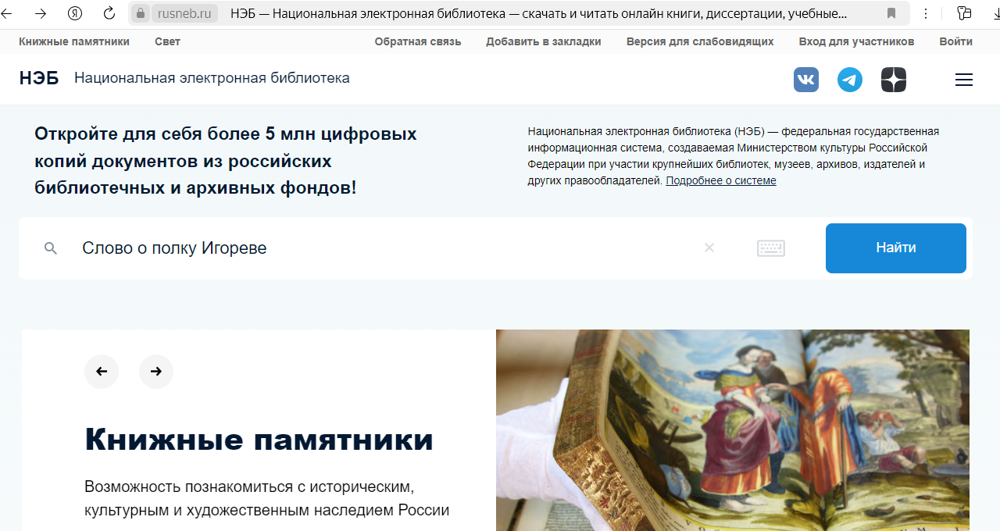 rusneb.ru НЭБ — Национальная электронная библиотека — скачать и читать онлайн книги, диссертации, учебные...
Книжные памятники Свет Обратная связь Добавить в закладки Версия для слабовидящих Вход для участников Войти
НЭБ Национальная электронная библиотека
Откройте для себя более 5 млн цифровых
копий документов из российских
библиотечных и архивных фондов!
Национальная электронная библиотека (НЭБ) — федеральная государственная
информационная система, создаваемая Министерством культуры Российской
Федерации при участии крупнейших библиотек, музеев, архивов, издателей и
других правообладателей. Подробнее о системе
Слово о полку Игореве
Найти
Книжные памятники
Возможность познакомиться с историческим,
культурным и художественным наследием России